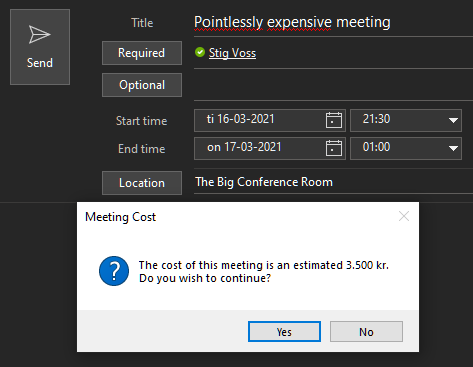 Title Pointlessly expensive meeting
Send
Required Stig Voss
Optional
Start time ti 16-03-2021 21:30
End time on 17-03-2021 01:00
Location The Big Conference Room
Meeting Cost
The cost of this meeting is an estimated 3.500 kr.
Do you wish to continue?
Yes No